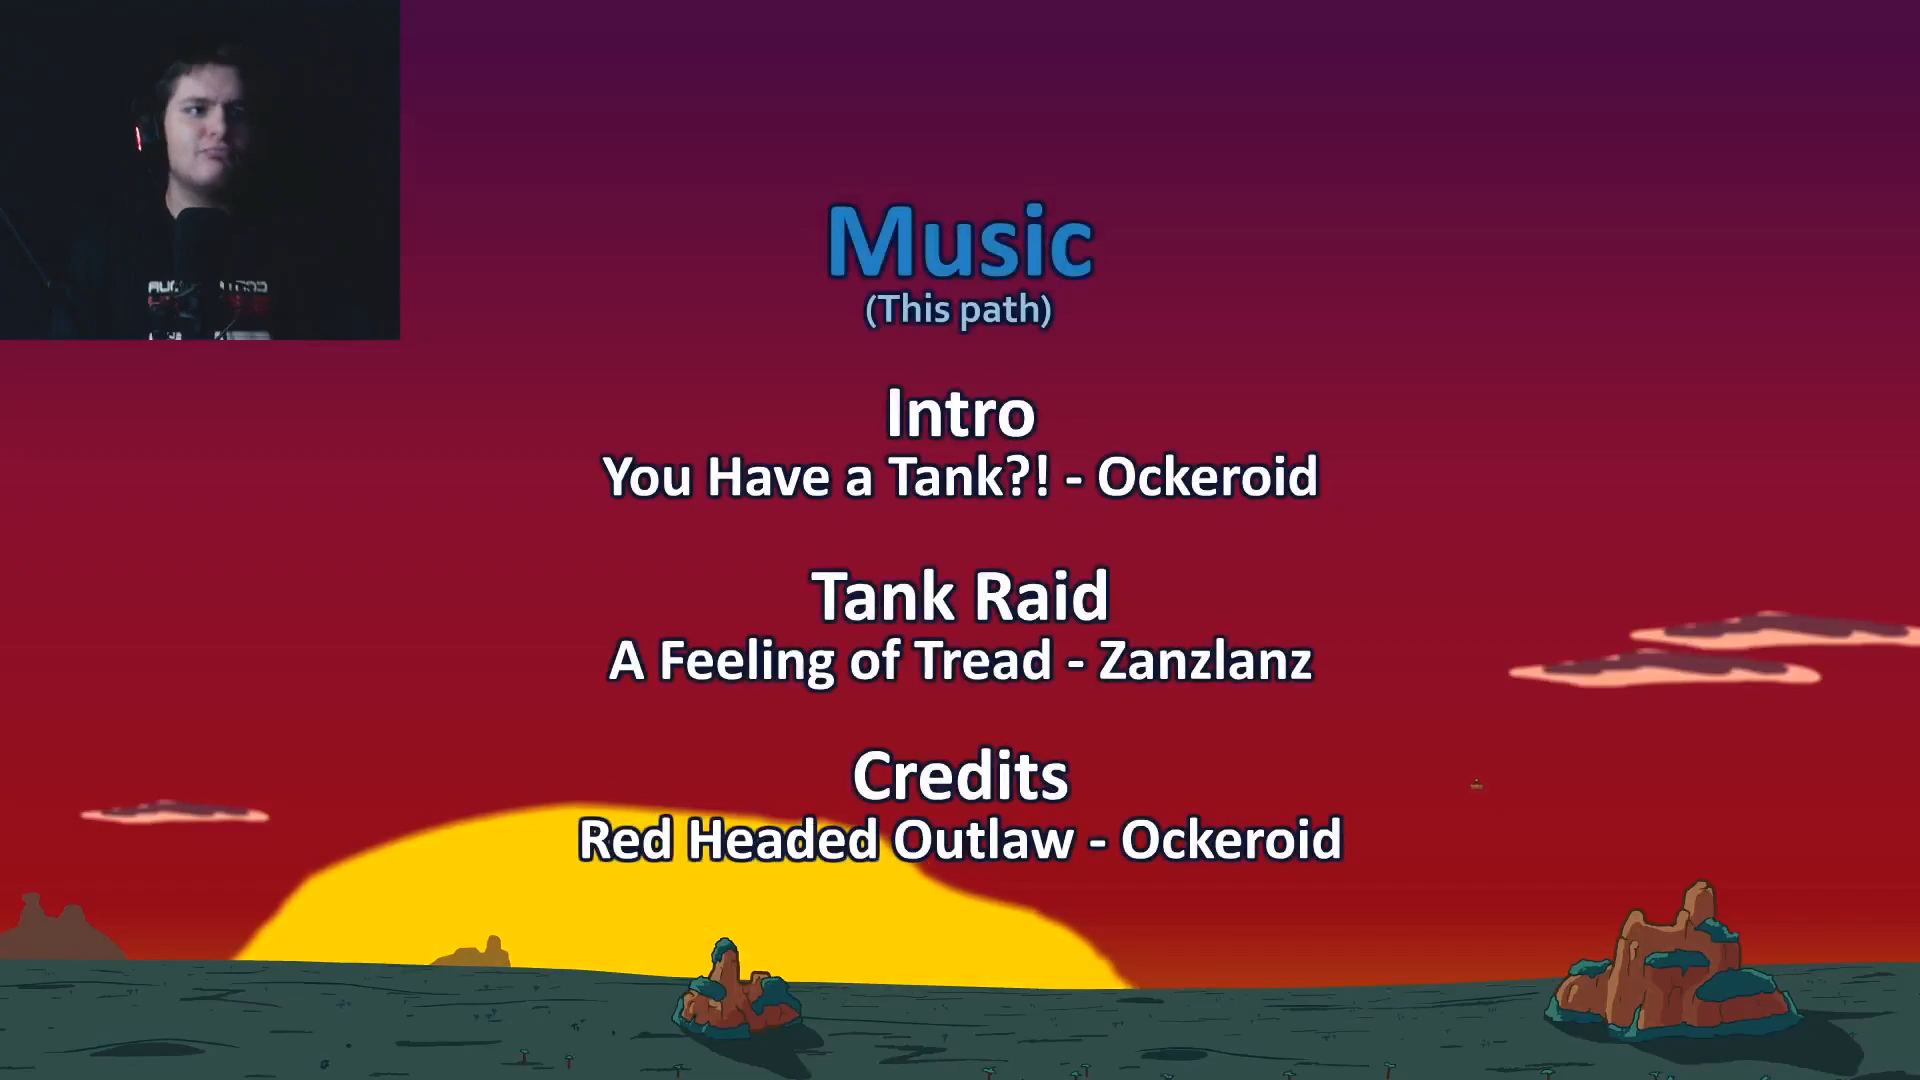 Music
(This path)
Intro
You Have a Tank?! - Ockeroid
Tank Raid
A Feeling of Tread - Zanzlanz
Credits
Red Headed Outlaw - Ockeroid